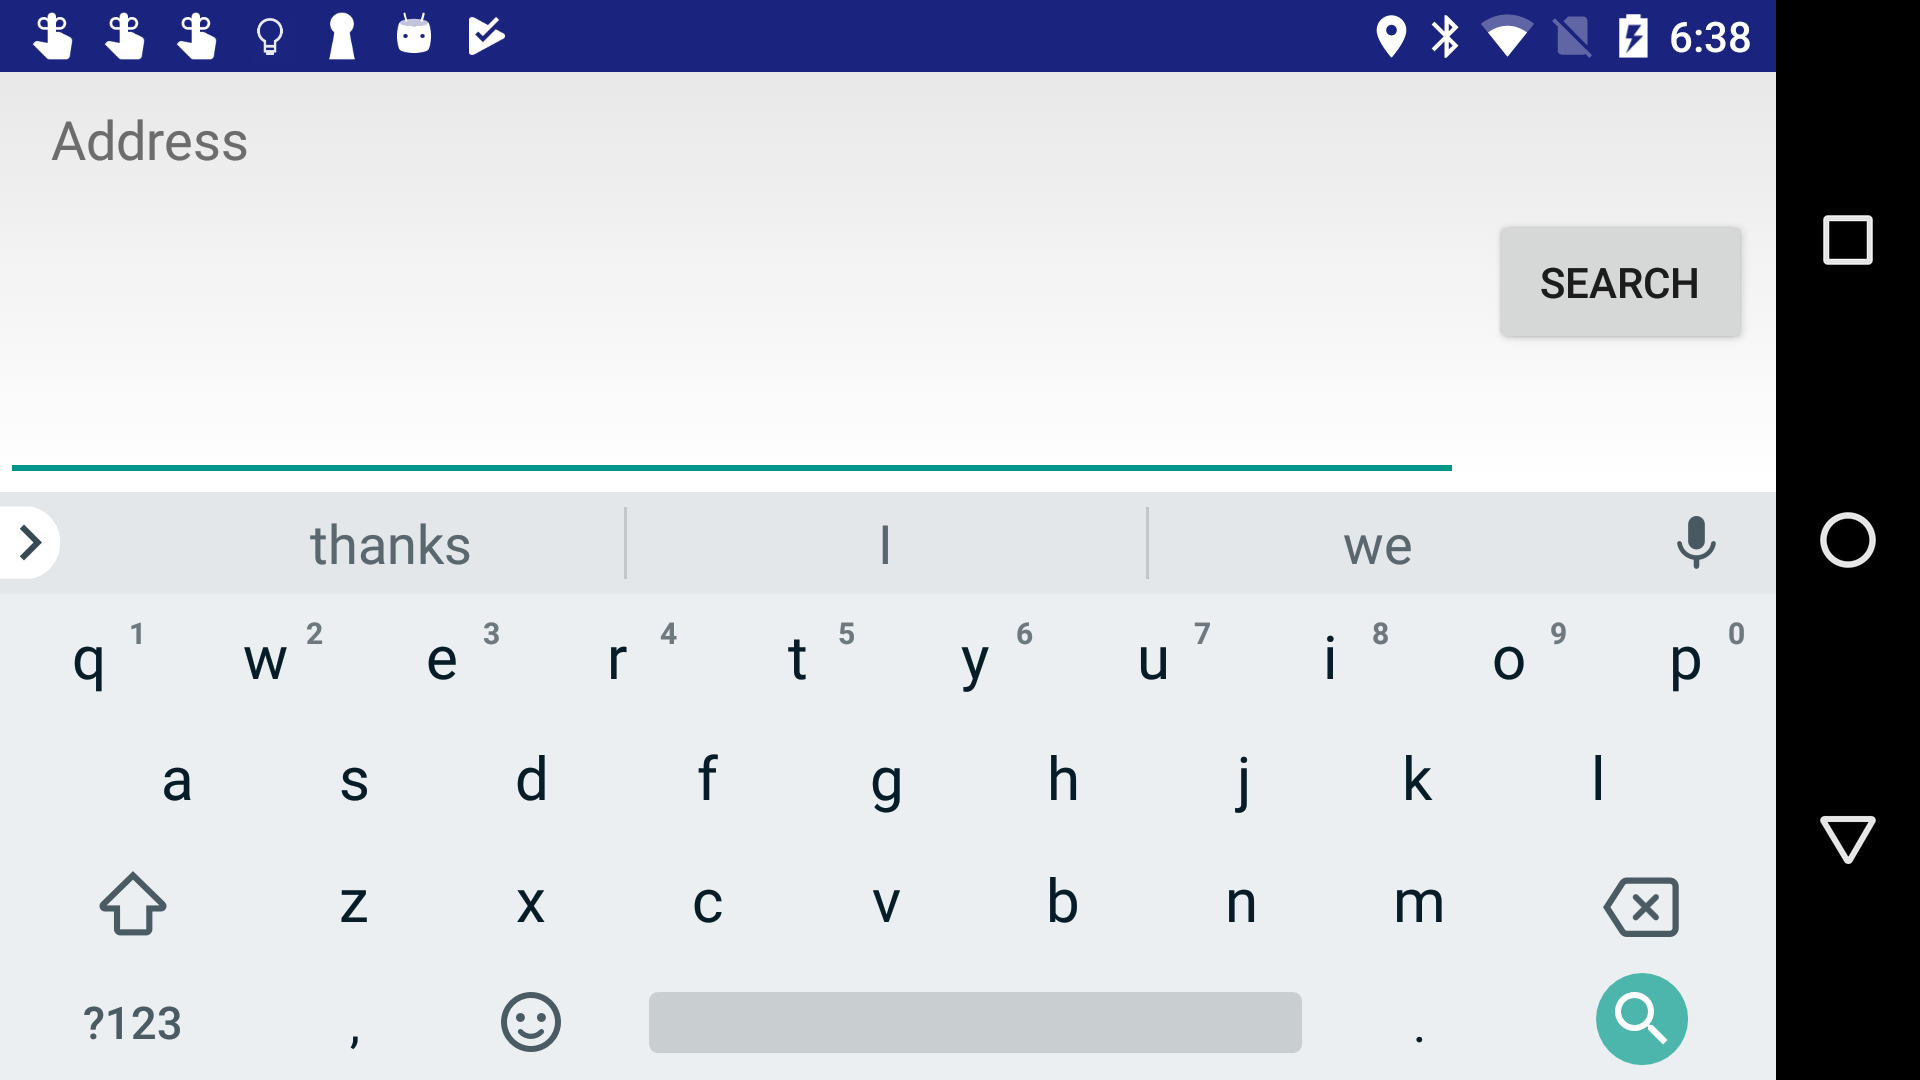 6:38
Address
SEARCH
thanks I we
q 1 w 2 e 3 r 4 t 5 y 6 u 7 i 8 o 9 p 0
a s d f g h j k l
z x c v b n m
?123 , .